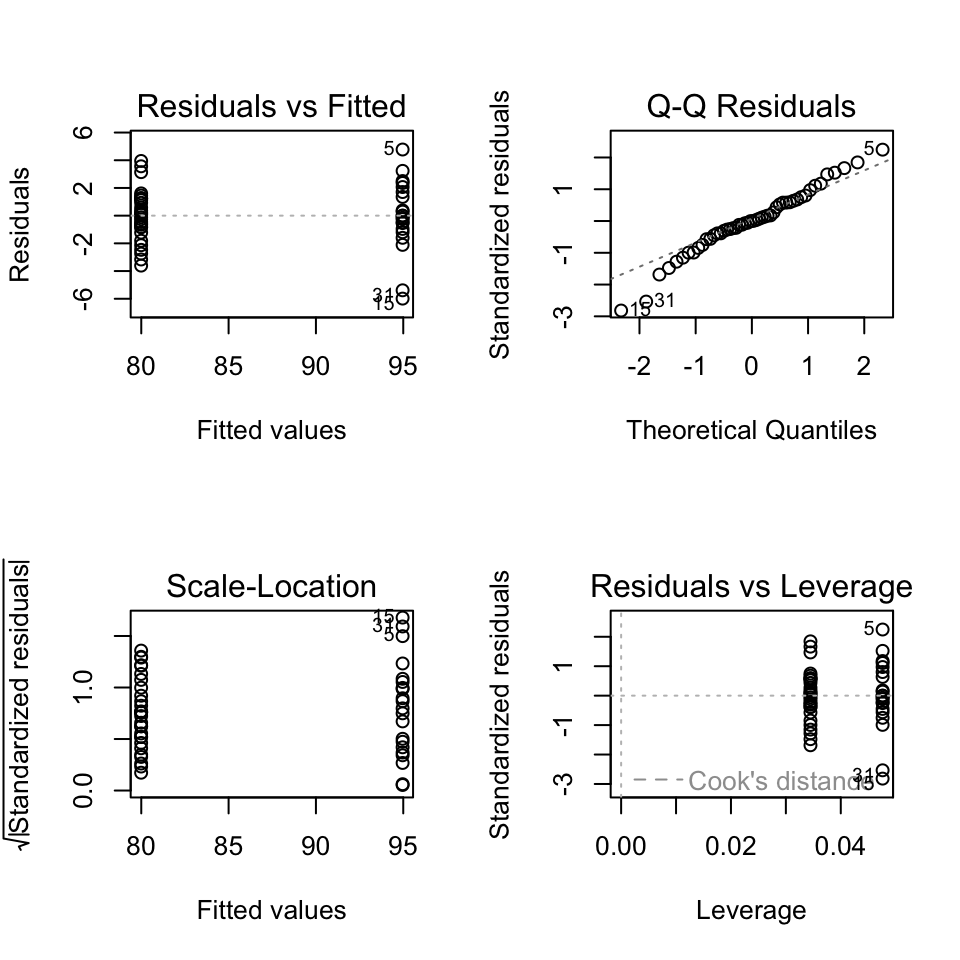 Residuals vs Fitted
Residuals
6
2
-2
-6
5
31
15
80 85 90 95
Fitted values
Q-Q Residuals
Standardized residuals
1
-1
-3
5
31
15
-2 -1 0 1 2
Theoretical Quantiles
Scale-Location
√|Standardized residuals|
1.0
0.0
15
31
5
80 85 90 95
Fitted values
Residuals vs Leverage
Standardized residuals
1
-1
-3
5
31
15
Cook's distance
0.00 0.02 0.04
Leverage